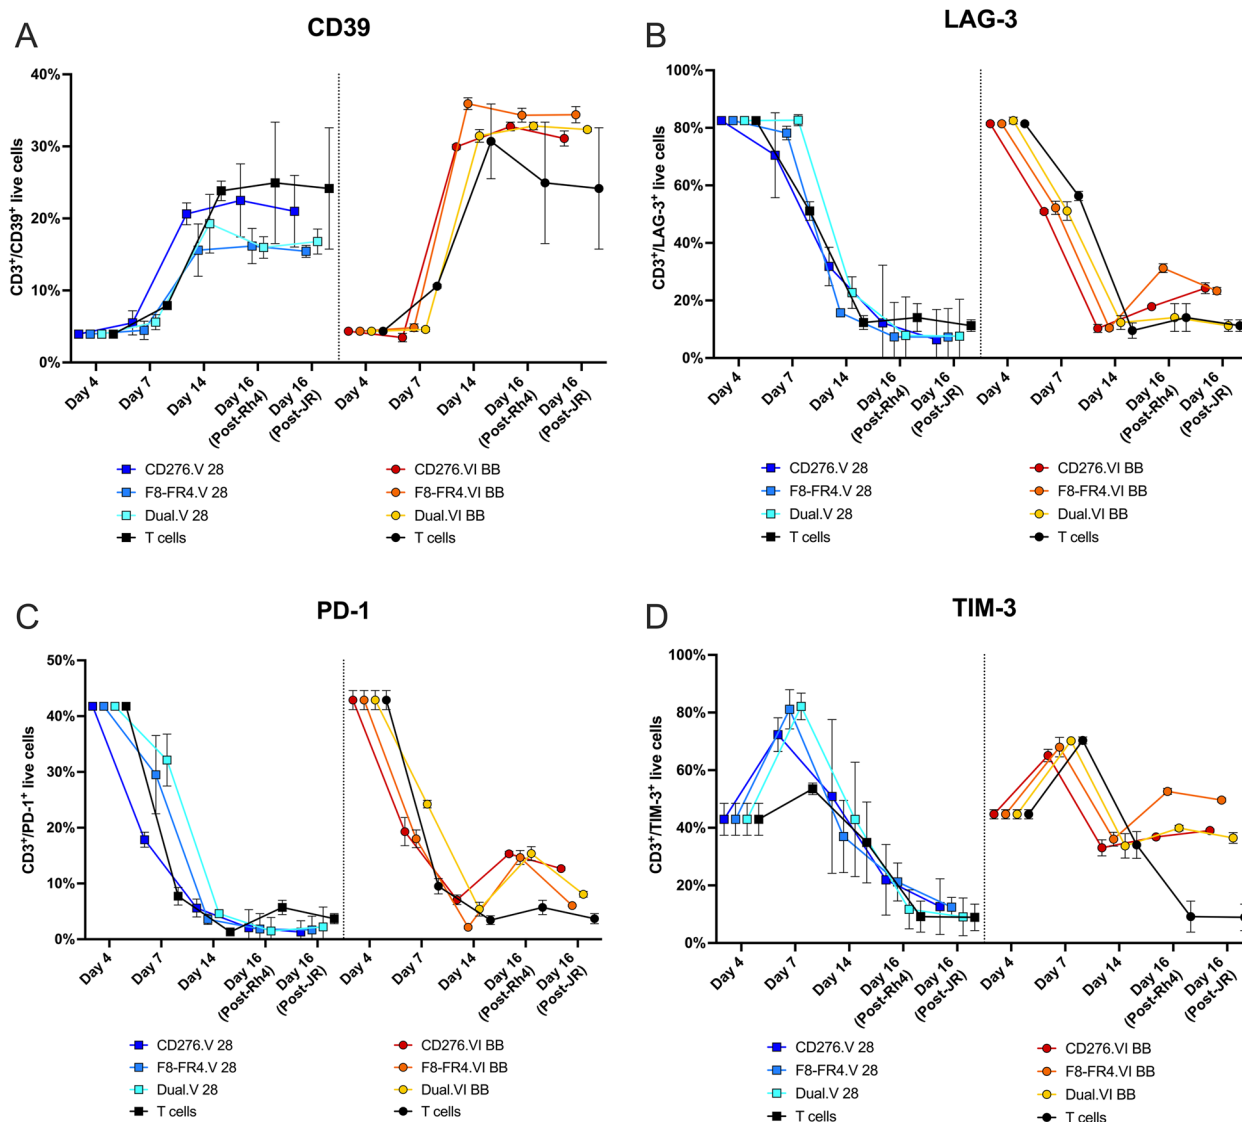 A
CD39
CD3+/CD39+ live cells
40%
30%
20%
10%
0%
Day 4
Day 7
Day 14
Day 16
(Post-Rh4)
Day 16
(Post-JR)
Day 4
Day 7
Day 14
Day 16
(Post-Rh4)
Day 16
(Post-JR)
CD276.V 28
F8-FR4.V 28
Dual.V 28
T cells
CD276.VI BB
F8-FR4.VI BB
Dual.VI BB
T cells
B
LAG-3
CD3+/LAG-3+ live cells
100%
80%
60%
40%
20%
0%
Day 4
Day 7
Day 14
Day 16
(Post-Rh4)
Day 16
(Post-JR)
Day 4
Day 7
Day 14
Day 16
(Post-Rh4)
Day 16
(Post-JR)
CD276.V 28
F8-FR4.V 28
Dual.V 28
T cells
CD276.VI BB
F8-FR4.VI BB
Dual.VI BB
T cells
C
PD-1
CD3+/PD-1+ live cells
50%
40%
30%
20%
10%
0%
Day 4
Day 7
Day 14
Day 16
(Post-Rh4)
Day 16
(Post-JR)
Day 4
Day 7
Day 14
Day 16
(Post-Rh4)
Day 16
(Post-JR)
CD276.V 28
F8-FR4.V 28
Dual.V 28
T cells
CD276.VI BB
F8-FR4.VI BB
Dual.VI BB
T cells
D
TIM-3
CD3+/TIM-3+ live cells
100%
80%
60%
40%
20%
0%
Day 4
Day 7
Day 14
Day 16
(Post-Rh4)
Day 16
(Post-JR)
Day 4
Day 7
Day 14
Day 16
(Post-Rh4)
Day 16
(Post-JR)
CD276.V 28
F8-FR4.V 28
Dual.V 28
T cells
CD276.VI BB
F8-FR4.VI BB
Dual.VI BB
T cells